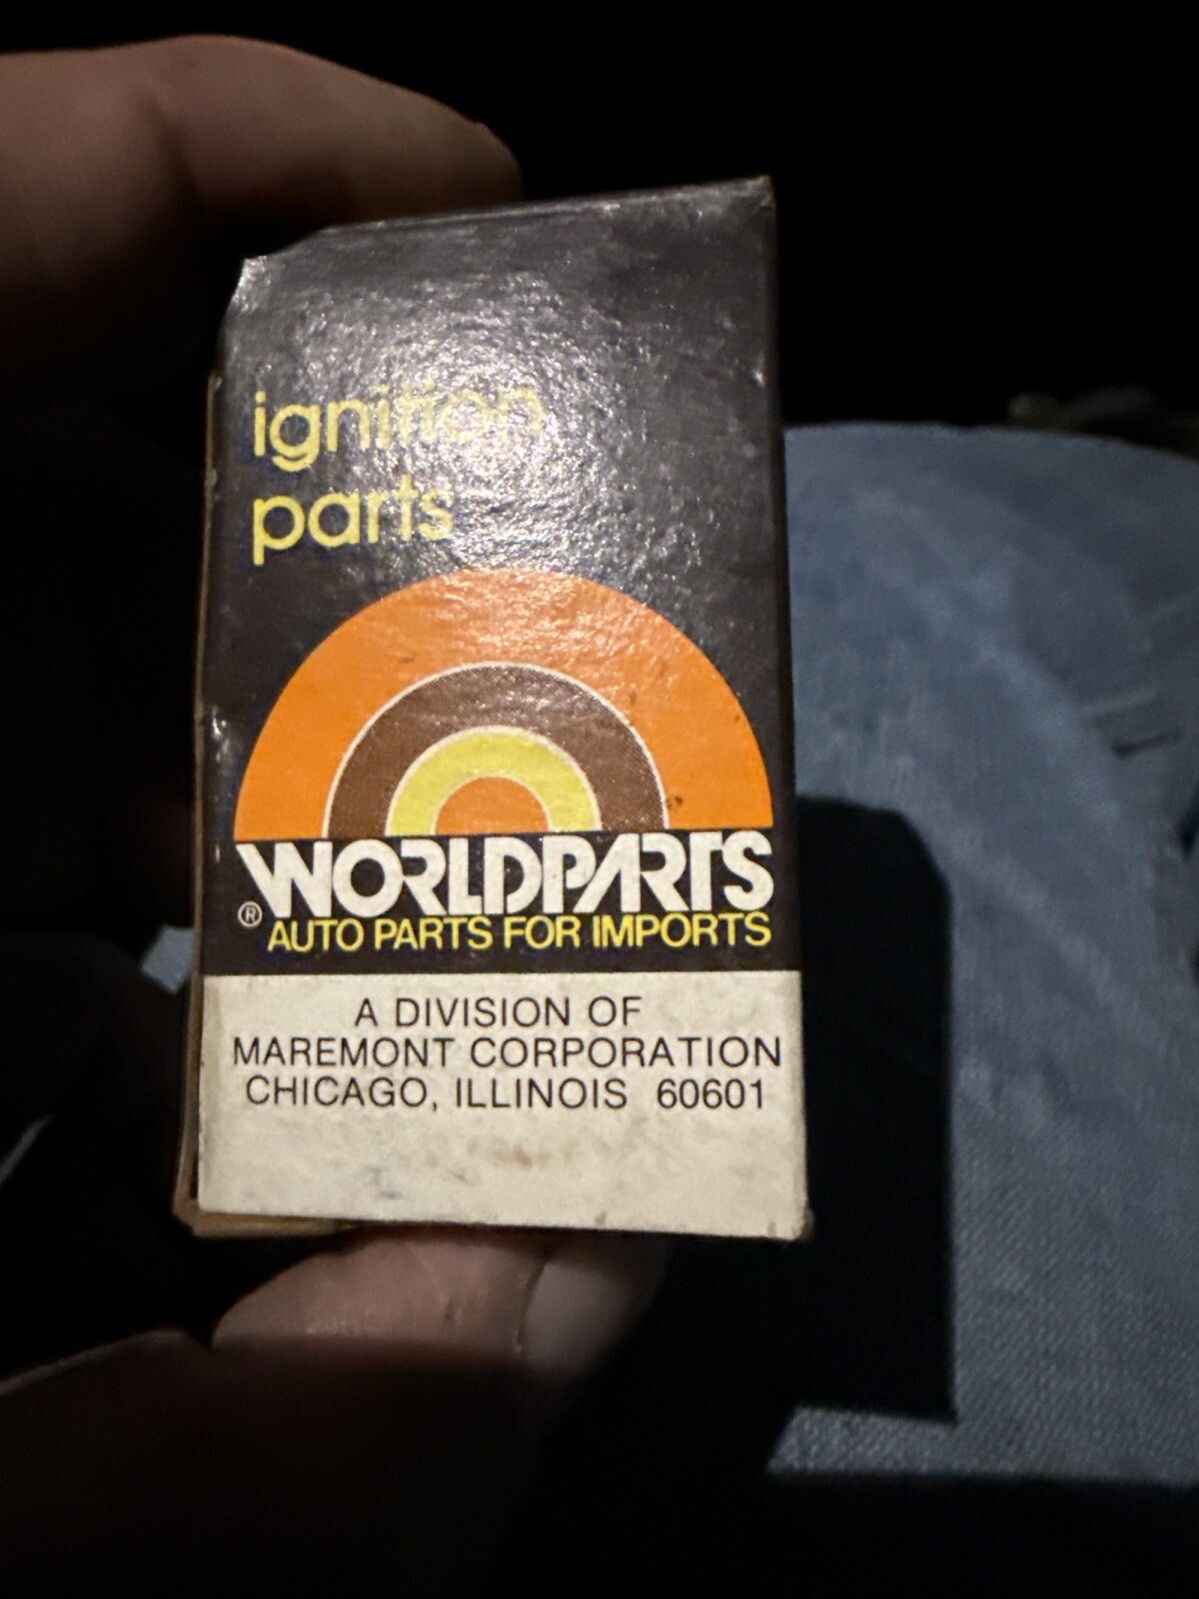 ignition
parts
WORLDPARTS
® AUTO PARTS FOR IMPORTS
A DIVISION OF
MAREMONT CORPORATION
CHICAGO, ILLINOIS 60601